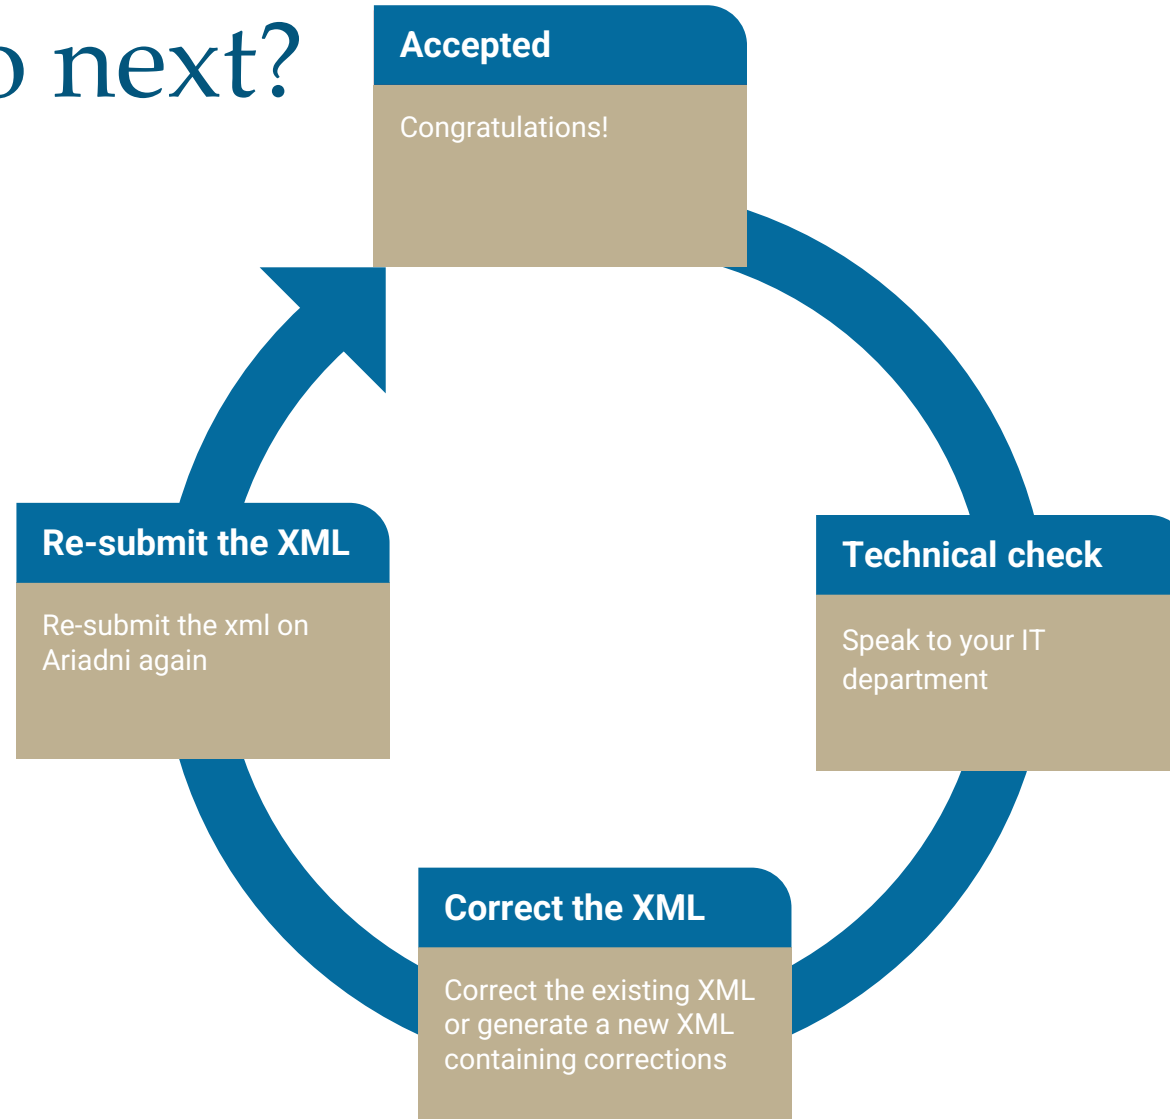 o next?
Accepted
Congratulations!
Technical check
Speak to your IT
department
Correct the XML
Correct the existing XML
or generate a new XML
containing corrections
Re-submit the XML
Re-submit the xml on
Ariadni again